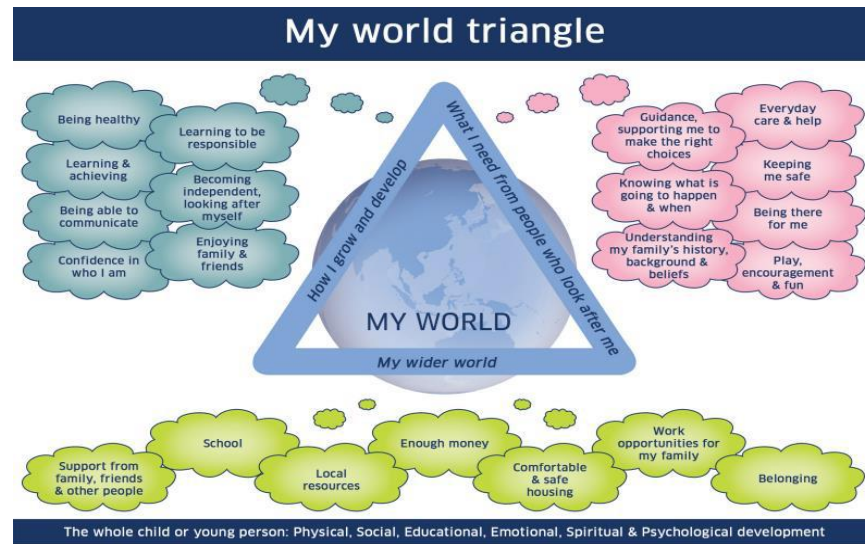 My world triangle
Being healthy
Learning to be
responsible
Learning &
achieving
Becoming
independent,
looking after
myself
Being able to
communicate
Enjoying
family &
friends
Confidence in
who I am
How I grow and develop
What I need from people who look after me
MY WORLD
My wider world
Guidance,
supporting me to
make the right
choices
Everyday
care & help
Knowing what is
going to happen
& when
Keeping
me safe
Understanding
my family's history,
background &
beliefs
Being there
for me
Play,
encouragement
& fun
Support from
family, friends
& other people
School
Local
resources
Enough money
Comfortable
& safe
housing
Work
opportunities for
my family
Belonging
The whole child or young person: Physical, Social, Educational, Emotional, Spiritual & Psychological development